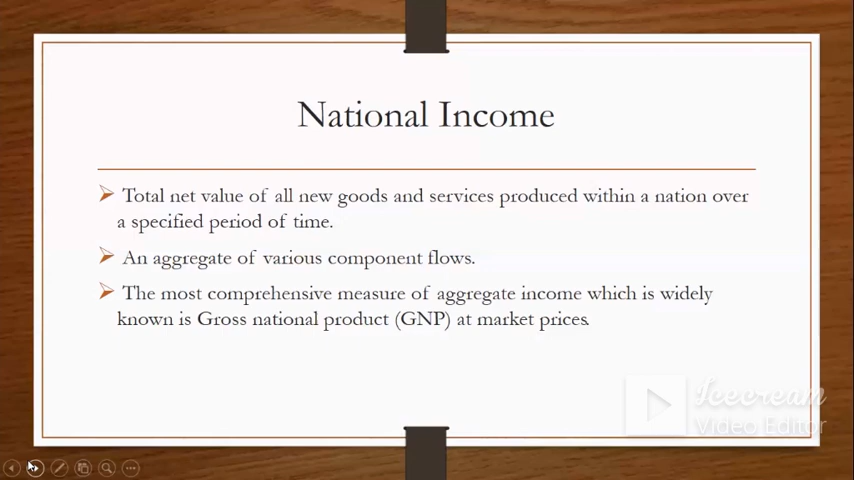 National Income
Total net value of all new goods and services produced within a nation over
a specified period of time.
An aggregate of various component flows.
The most comprehensive measure of aggregate income which is widely
known is Gross national product (GNP) at market prices.
Icecream
Video Editor